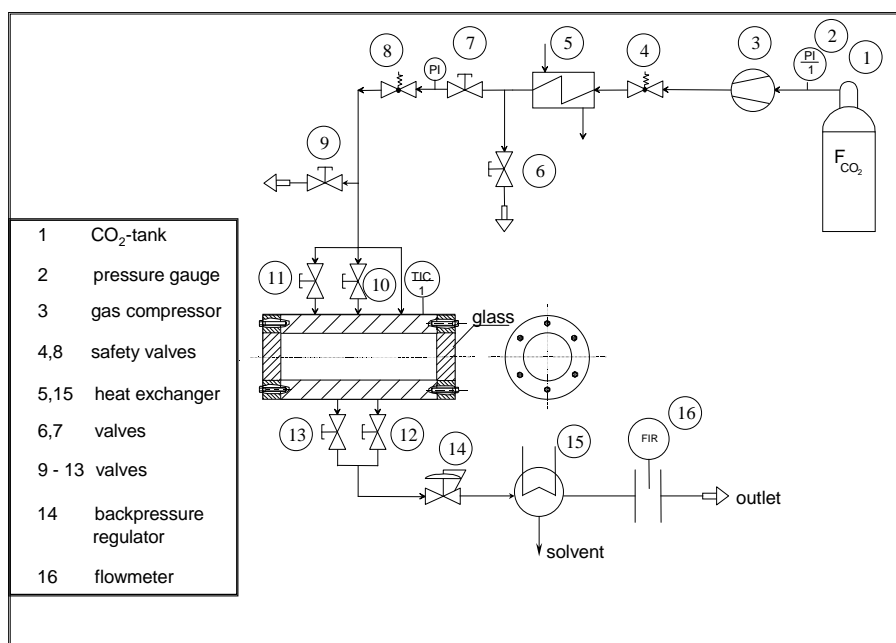 8
7
5
4
3
2
1
PI
PI
1
F CO₂
9
6
1 CO₂-tank
2 pressure gauge
3 gas compressor
4,8 safety valves
5,15 heat exchanger
6,7 valves
9 - 13 valves
14 backpressure
regulator
16 flowmeter
11
10
TIC
1
glass
13
12
14
15
16
FIR
outlet
solvent